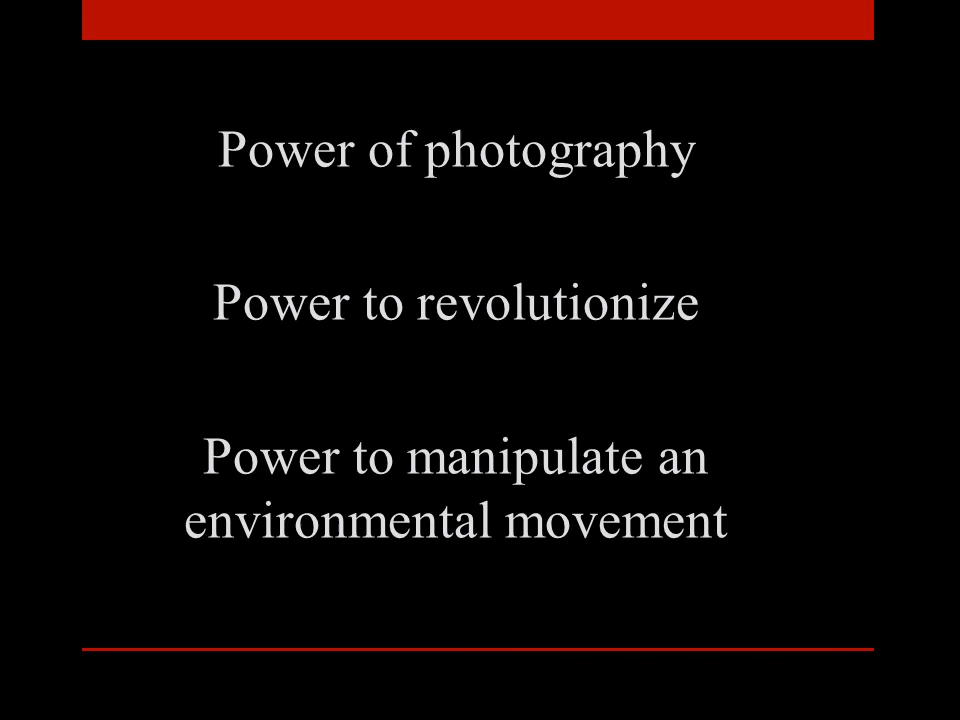 Power of photography
Power to revolutionize
Power to manipulate an
environmental movement